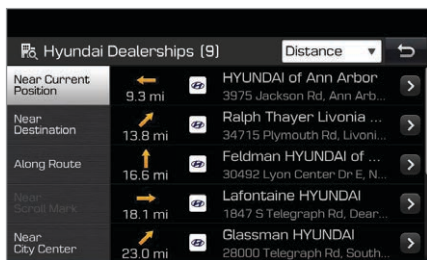 Hyundai Dealerships (9)
Distance
Near Current
Position
9.3 mi
HYUNDAI of Ann Arbor
3975 Jackson Rd, Ann Arb...
Near
Destination
13.8 mi
Ralph Thayer Livonia ...
34715 Plymouth Rd, Livoni...
Along Route
16.6 mi
Feldman HYUNDAI of ...
30492 Lyon Center Dr E, N...
Near
Scroll Mark
18.1 mi
Lafontaine HYUNDAI
1847 S Telegraph Rd, Dear...
Near
City Center
23.0 mi
Glassman HYUNDAI
28000 Telegraph Rd, South...